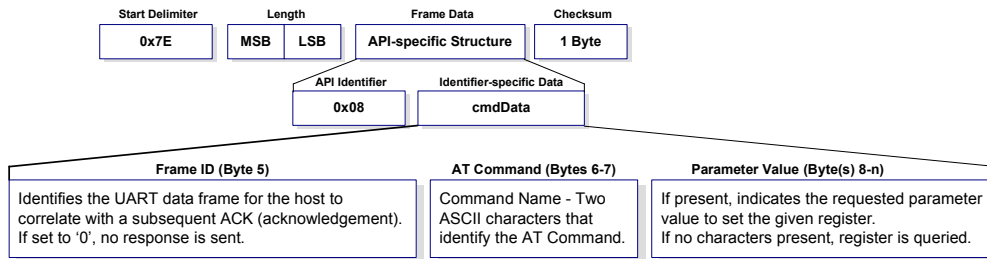 Start Delimiter Length Frame Data Checksum
0x7E MSB LSB API-specific Structure 1 Byte
API Identifier Identifier-specific Data
0x08 cmdData
Frame ID (Byte 5)
Identifies the UART data frame for the host to
correlate with a subsequent ACK (acknowledgement).
If set to ‘0’, no response is sent.
AT Command (Bytes 6-7)
Command Name - Two
ASCII characters that
identify the AT Command.
Parameter Value (Byte(s) 8-n)
If present, indicates the requested parameter
value to set the given register.
If no characters present, register is queried.